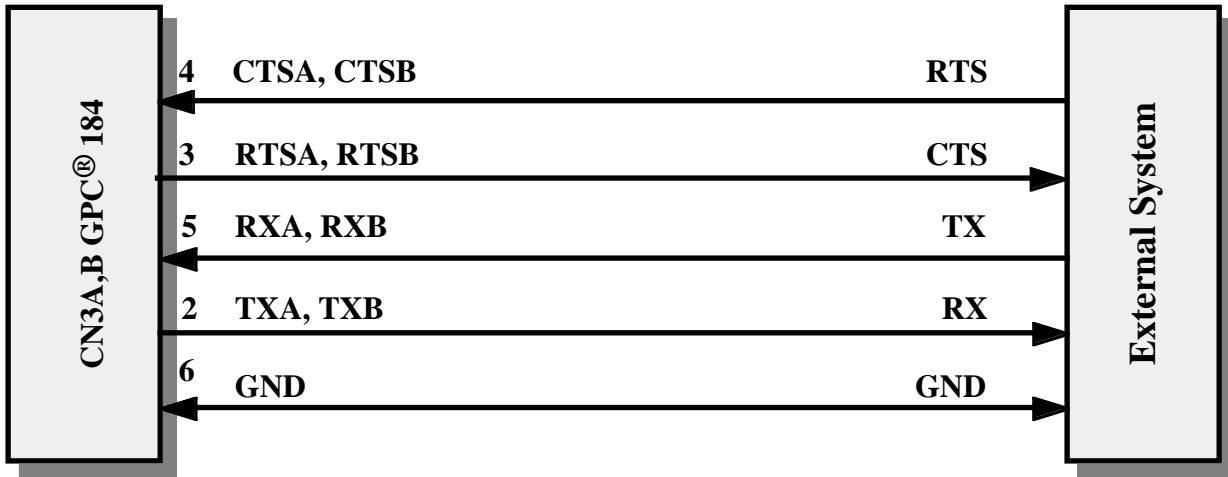 CN3A,B GPC® 184
4 CTSA, CTSB RTS
3 RTSA, RTSB CTS
5 RXA, RXB TX
2 TXA, TXB RX
6 GND GND
External System